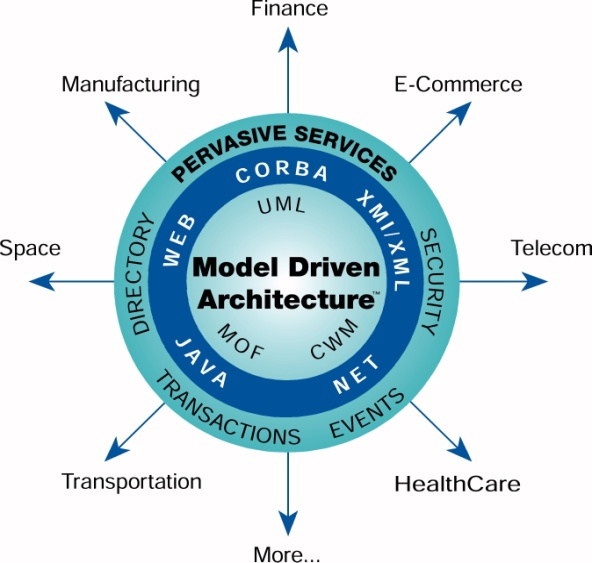 Finance
Manufacturing
E-Commerce
PERVASIVE SERVICES
CORBA
WEB
XMI/XML
UML
DIRECTORY
SECURITY
Space
Telecom
Model Driven
Architecture™
MOF
CWM
JAVA
NET
TRANSACTIONS
EVENTS
Transportation
HealthCare
More...